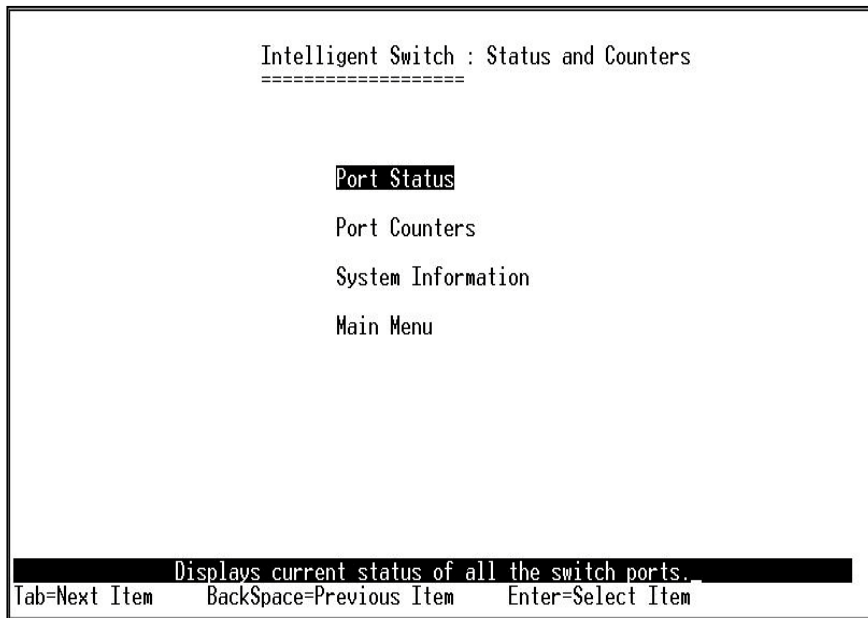 Intelligent Switch : Status and Counters
===================
Port Status
Port Counters
System Information
Main Menu
Displays current status of all the switch ports._
Tab=Next Item BackSpace=Previous Item Enter=Select Item